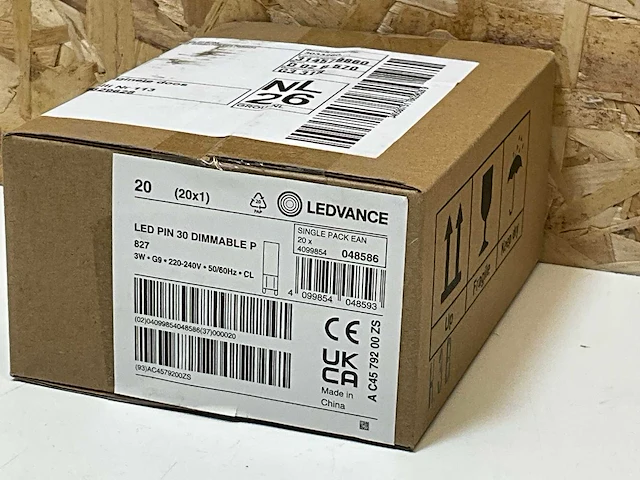 NL
26
20 (20x1)
20
PAP
LEDVANCE
LED PIN 30 DIMMABLE P
827
3W • G9 • 220-240V • 50/60Hz • CL
SINGLE PACK EAN
20 x
4099854 048586
4 099854 048593
(02)04099854048586(37)000020
(93)AC4579200ZS
CE
UK
CA
Made in
China
A C45 792 00 ZS
Up
Fragile
Keep dry